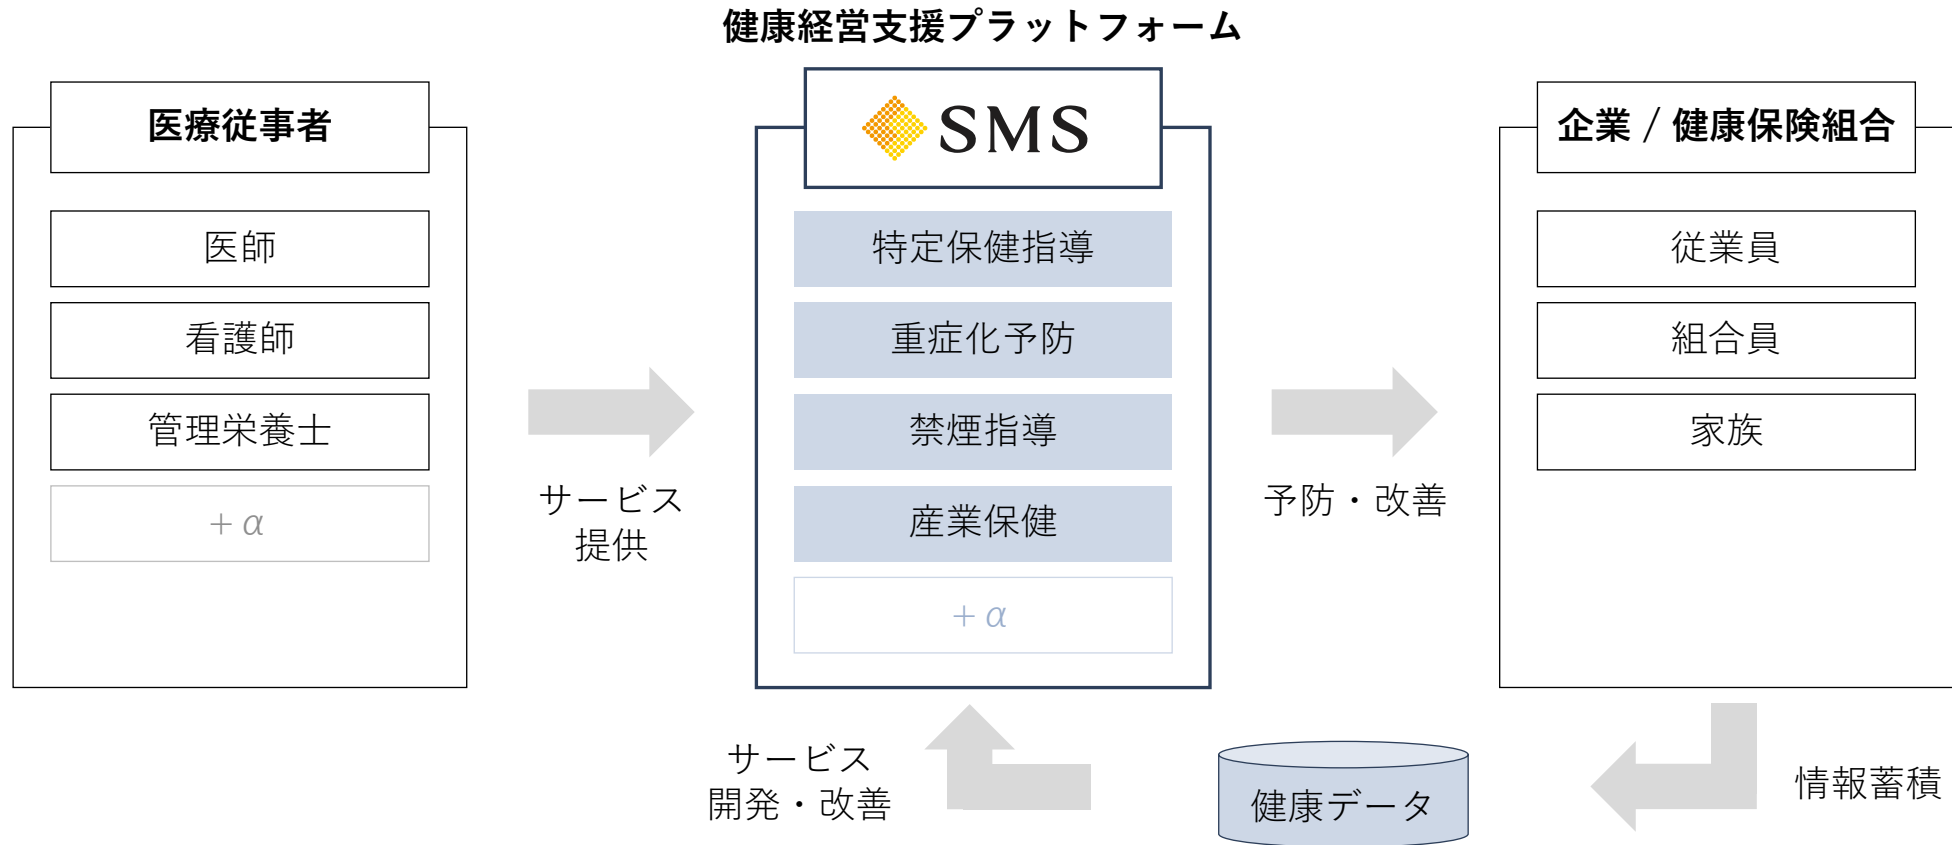 健康経営支援プラットフォーム
医療従事者
医師
看護師
管理栄養士
+ α
サービス
提供
SMS
特定保健指導
重症化予防
禁煙指導
産業保健
+ α
予防・改善
企業 / 健康保険組合
従業員
組合員
家族
サービス
開発・改善
健康データ
情報蓄積